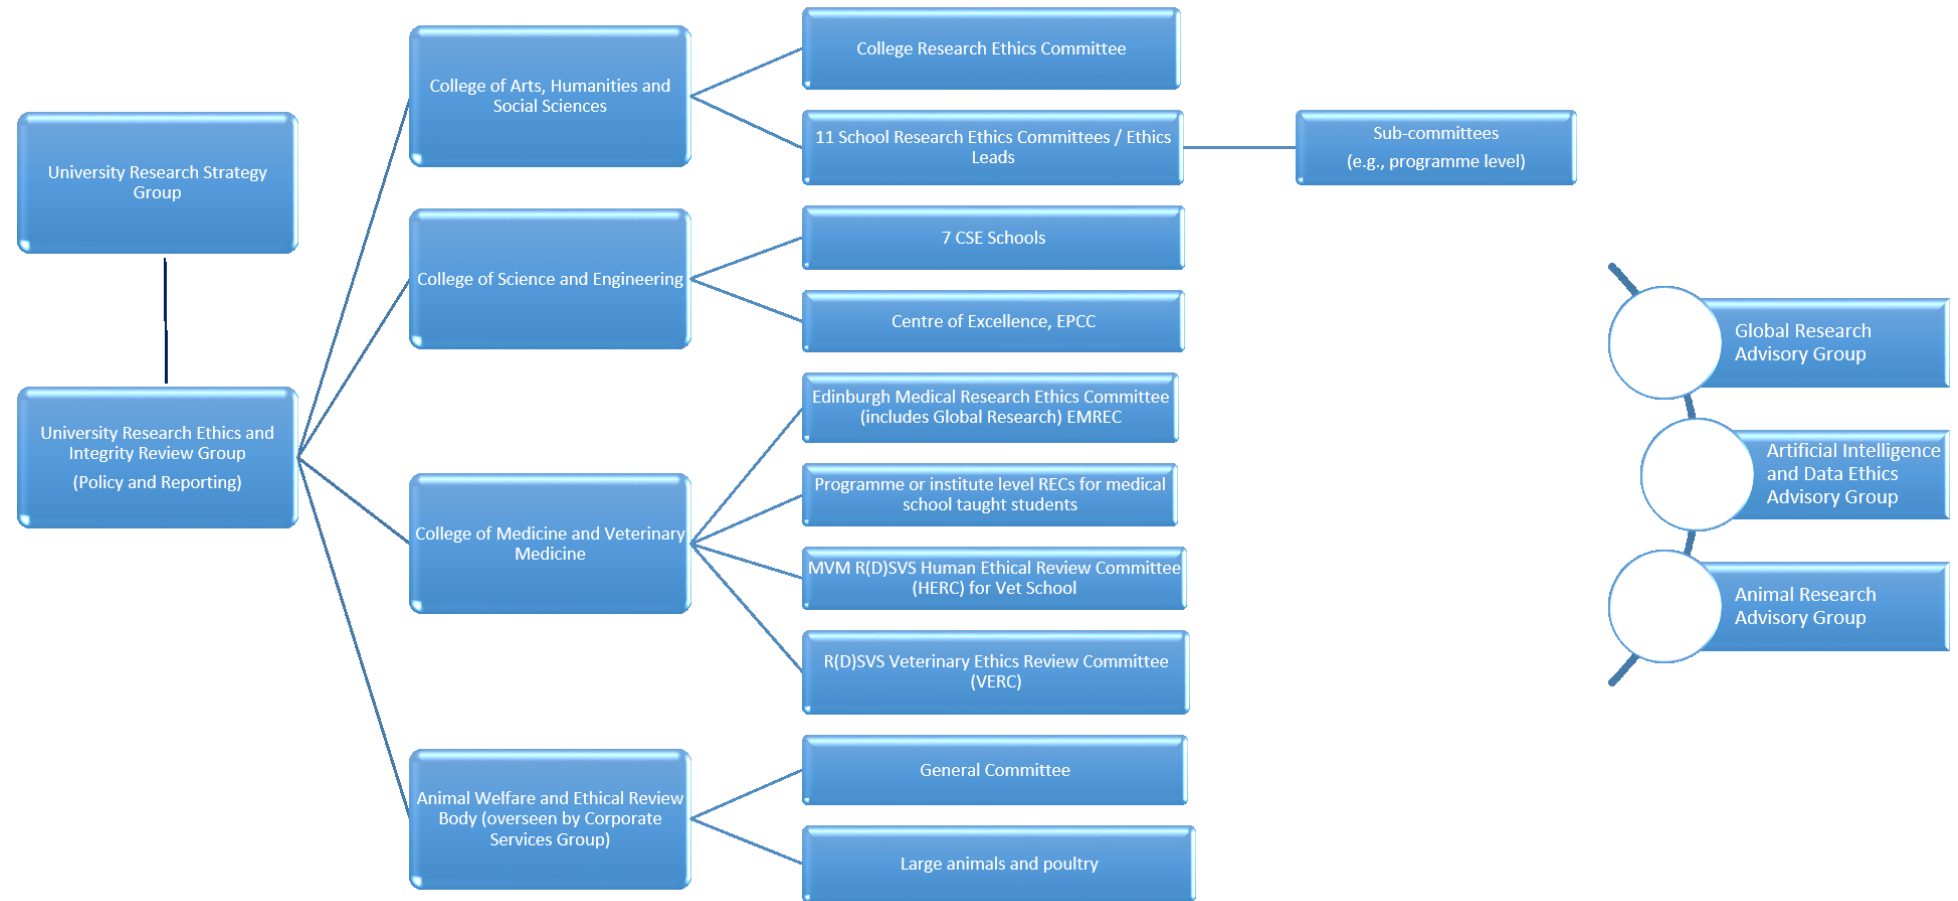 University Research Strategy
Group
University Research Ethics and
Integrity Review Group
(Policy and Reporting)
College of Arts, Humanities and
Social Sciences
College of Science and Engineering
College of Medicine and Veterinary
Medicine
Animal Welfare and Ethical Review
Body (overseen by Corporate
Services Group)
College Research Ethics Committee
11 School Research Ethics Committees / Ethics
Leads
7 CSE Schools
Centre of Excellence, EPCC
Edinburgh Medical Research Ethics Committee
(includes Global Research) EMREC
Programme or institute level RECs for medical
school taught students
MVM R(D)SVS Human Ethical Review Committee
(HERC) for Vet School
R(D)SVS Veterinary Ethics Review Committee
(VERC)
General Committee
Large animals and poultry
Sub-committees
(e.g., programme level)
Global Research
Advisory Group
Artificial Intelligence
and Data Ethics
Advisory Group
Animal Research
Advisory Group